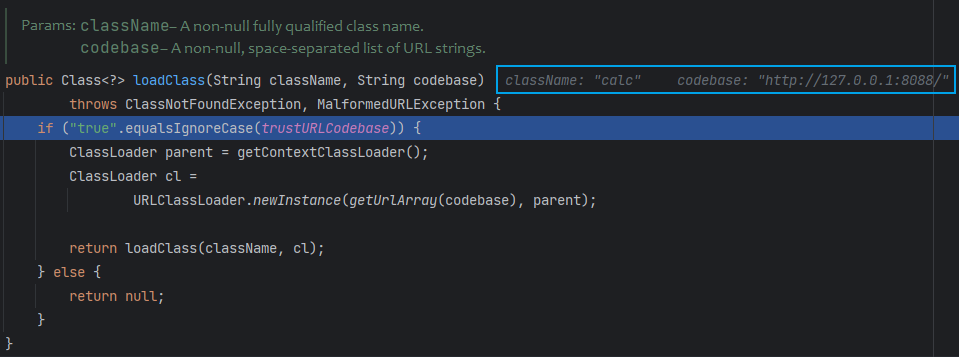 Params: className– A non-null fully qualified class name.
codebase– A non-null, space-separated list of URL strings.
public Class<?> loadClass(String className, String codebase)   className: "calc"    codebase: "http://127.0.0.1:8088/"
        throws ClassNotFoundException, MalformedURLException {
    if ("true".equalsIgnoreCase(trustURLCodebase)) {
        ClassLoader parent = getContextClassLoader();
        ClassLoader cl =
                URLClassLoader.newInstance(getUrlArray(codebase), parent);
        return loadClass(className, cl);
    } else {
        return null;
    }
}